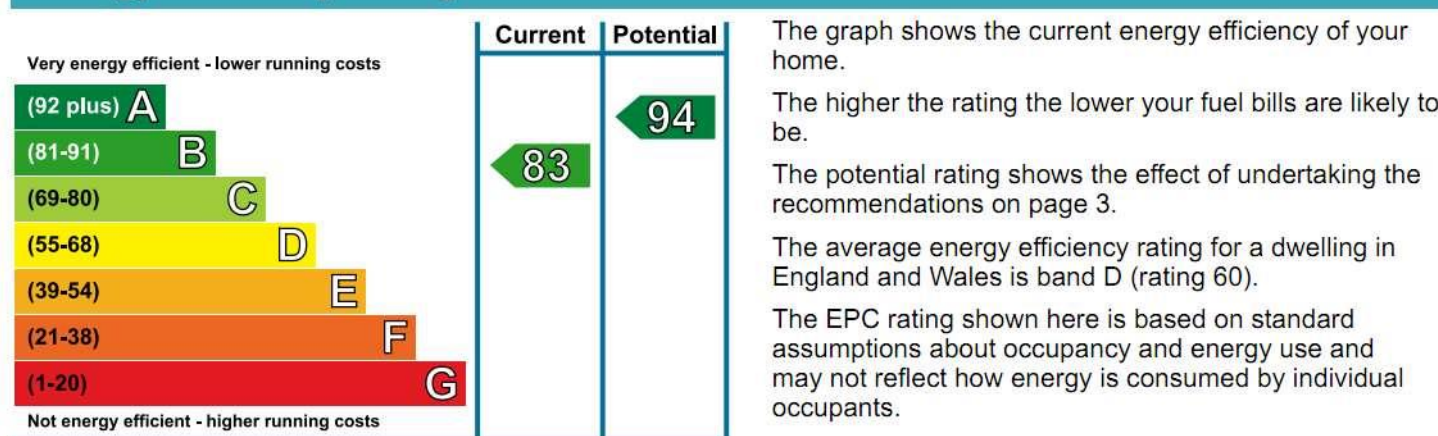 Current Potential
Very energy efficient - lower running costs
(92 plus) A
(81-91) B
(69-80) C
(55-68) D
(39-54) E
(21-38) F
(1-20) G
Not energy efficient - higher running costs
83
94
The graph shows the current energy efficiency of your
home.
The higher the rating the lower your fuel bills are likely to
be.
The potential rating shows the effect of undertaking the
recommendations on page 3.
The average energy efficiency rating for a dwelling in
England and Wales is band D (rating 60).
The EPC rating shown here is based on standard
assumptions about occupancy and energy use and
may not reflect how energy is consumed by individual
occupants.